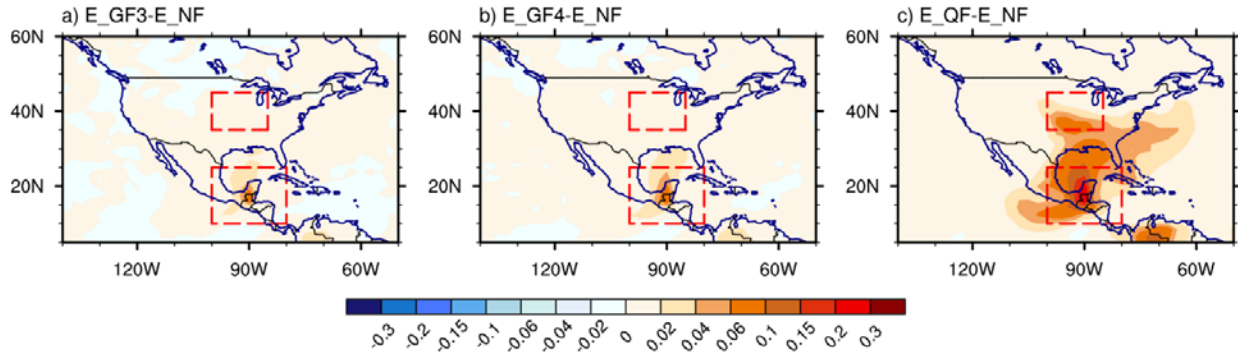 a) E_GF3-E_NF
b) E_GF4-E_NF
c) E_QF-E_NF
60N
40N
20N
120W
90W
60W
60N
40N
20N
120W
90W
60W
60N
40N
20N
120W
90W
60W
-0.3
-0.2
-0.15
-0.1
-0.06
-0.04
-0.02
0
0.02
0.04
0.06
0.1
0.15
0.2
0.3